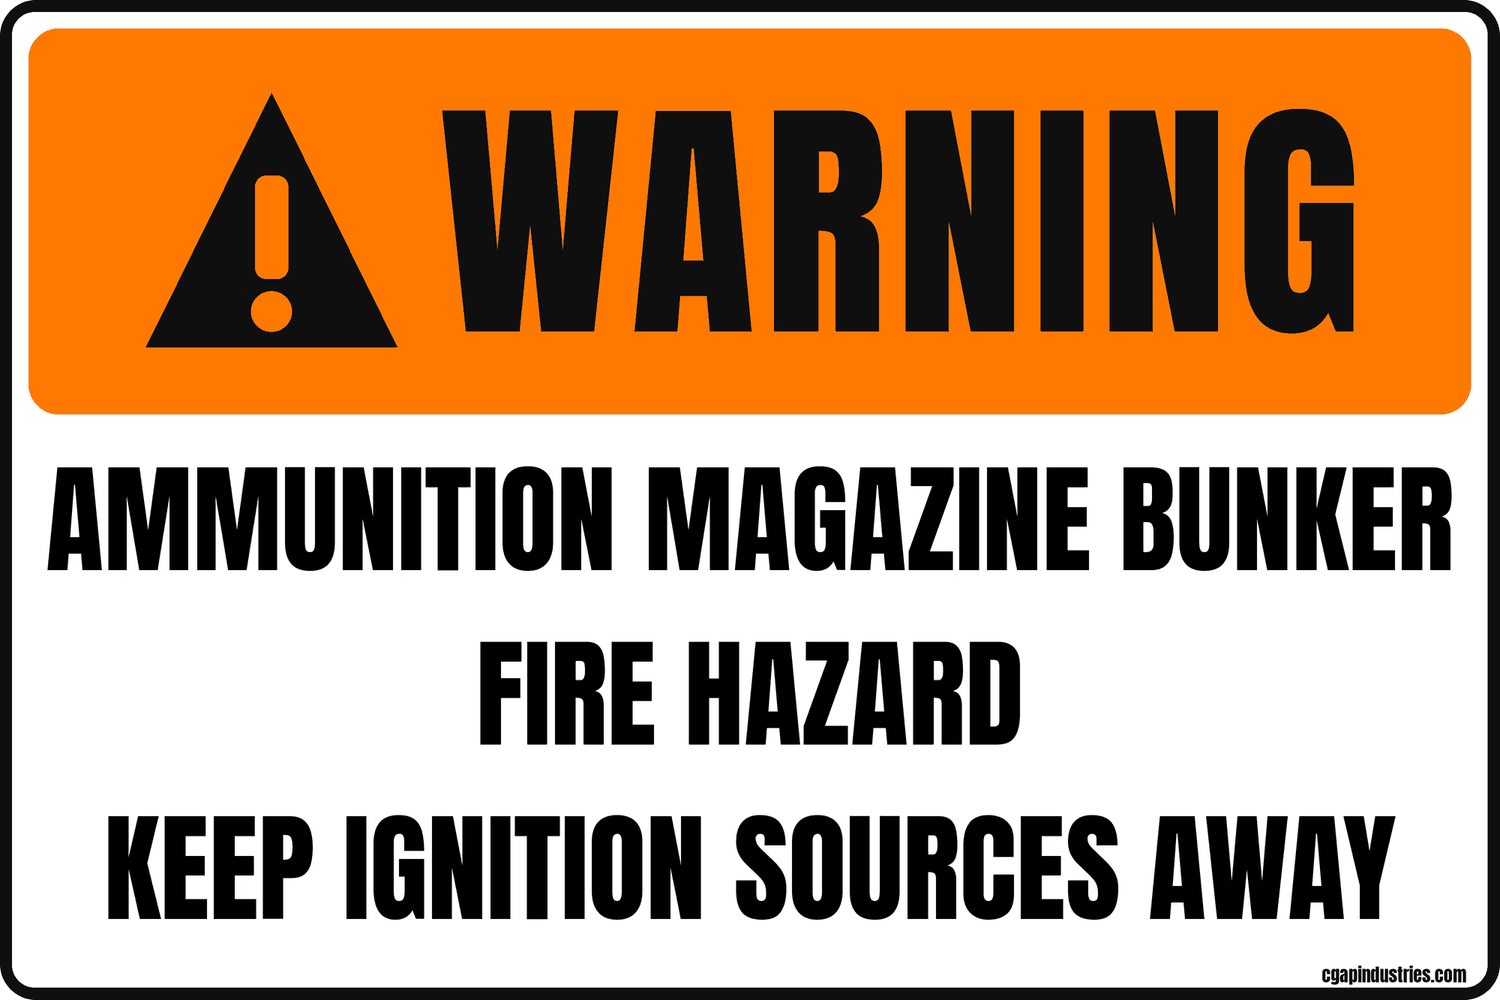 WARNING
AMMUNITION MAGAZINE BUNKER
FIRE HAZARD
KEEP IGNITION SOURCES AWAY
cgapindustries.com